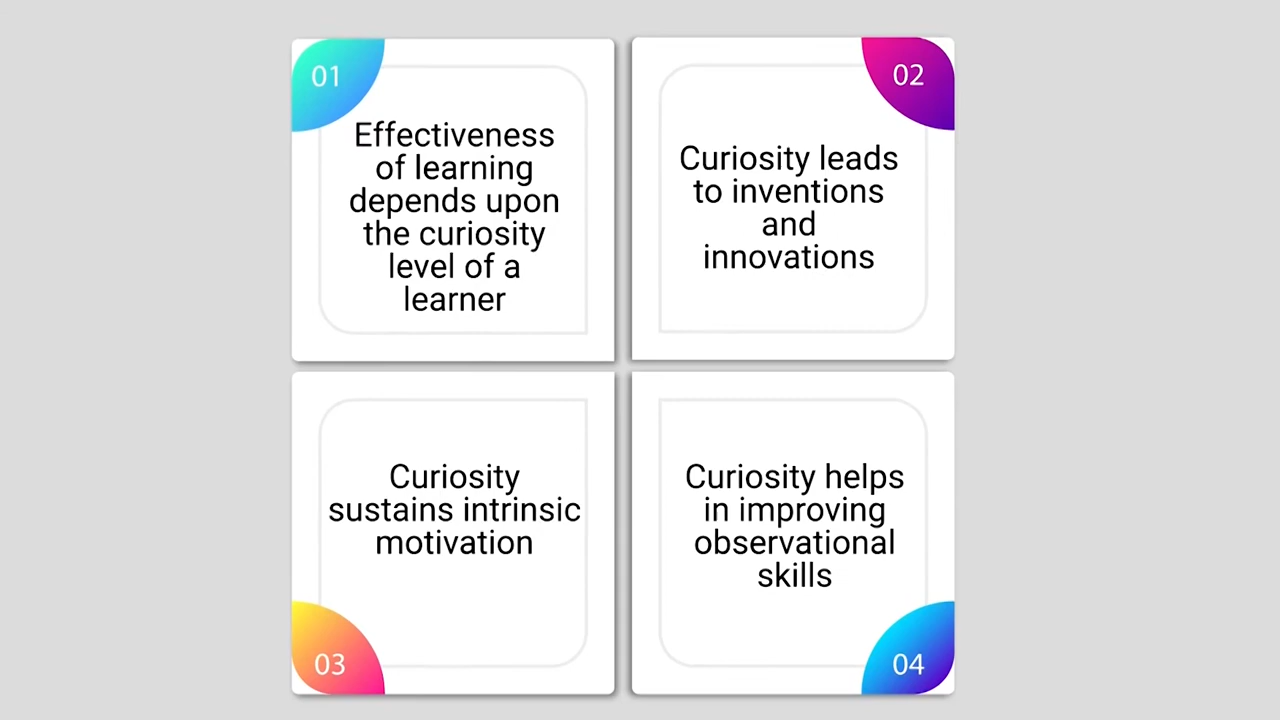 01
Effectiveness
of learning
depends upon
the curiosity
level of a
learner
02
Curiosity leads
to inventions
and
innovations
Curiosity
sustains intrinsic
motivation
03
Curiosity helps
in improving
observational
skills
04